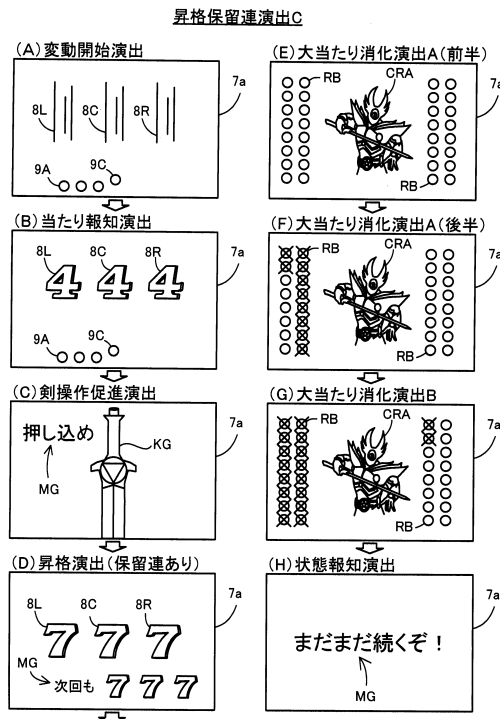 昇格保留連演出C
(A)変動開始演出
7a
8L 8C 8R
9A 9C
(B)当たり報知演出
8L 8C 8R
7a
4 4 4
9A 9C
(C)剣操作促進演出
7a
押し込め
KG
MG
(D)昇格演出(保留連あり)
8L 8C 8R
7a
7 7 7
MG
次回も 7 7 7
(E)大当たり消化演出A(前半)
RB CRA
7a
RB
(F)大当たり消化演出A(後半)
RB CRA
7a
RB
(G)大当たり消化演出B
RB CRA
7a
RB
(H)状態報知演出
7a
まだまだ続くぞ!
MG